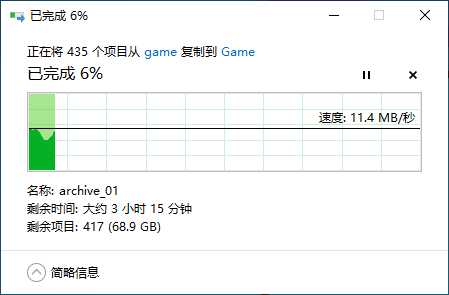 已完成 6%
正在将 435 个项目从 game 复制到 Game
已完成 6%
速度: 11.4 MB/秒
名称: archive_01
剩余时间: 大约 3 小时 15 分钟
剩余项目: 417 (68.9 GB)
简略信息